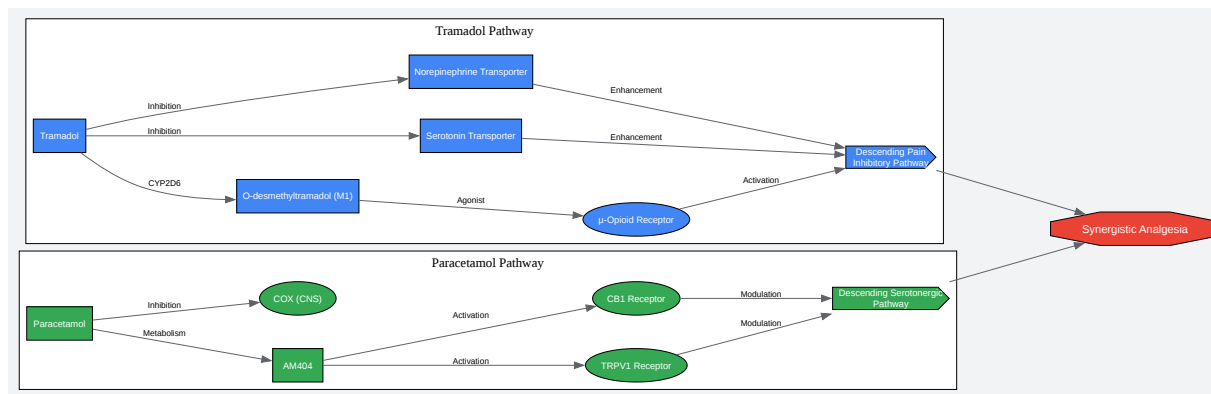 Tramadol Pathway
Norepinephrine Transporter
Inhibition
Enhancement
Tramadol
Inhibition
Serotonin Transporter
Enhancement
Descending Pain
Inhibitory Pathway
CYP2D6
O-desmethyltramadol (M1)
Agonist
Activation
μ-Opioid Receptor
Synergistic Analgesia
Paracetamol Pathway
Paracetamol
Inhibition
COX (CNS)
Metabolism
AM404
Activation
CB1 Receptor
Modulation
Descending Serotonergic
Pathway
Activation
TRPV1 Receptor
Modulation